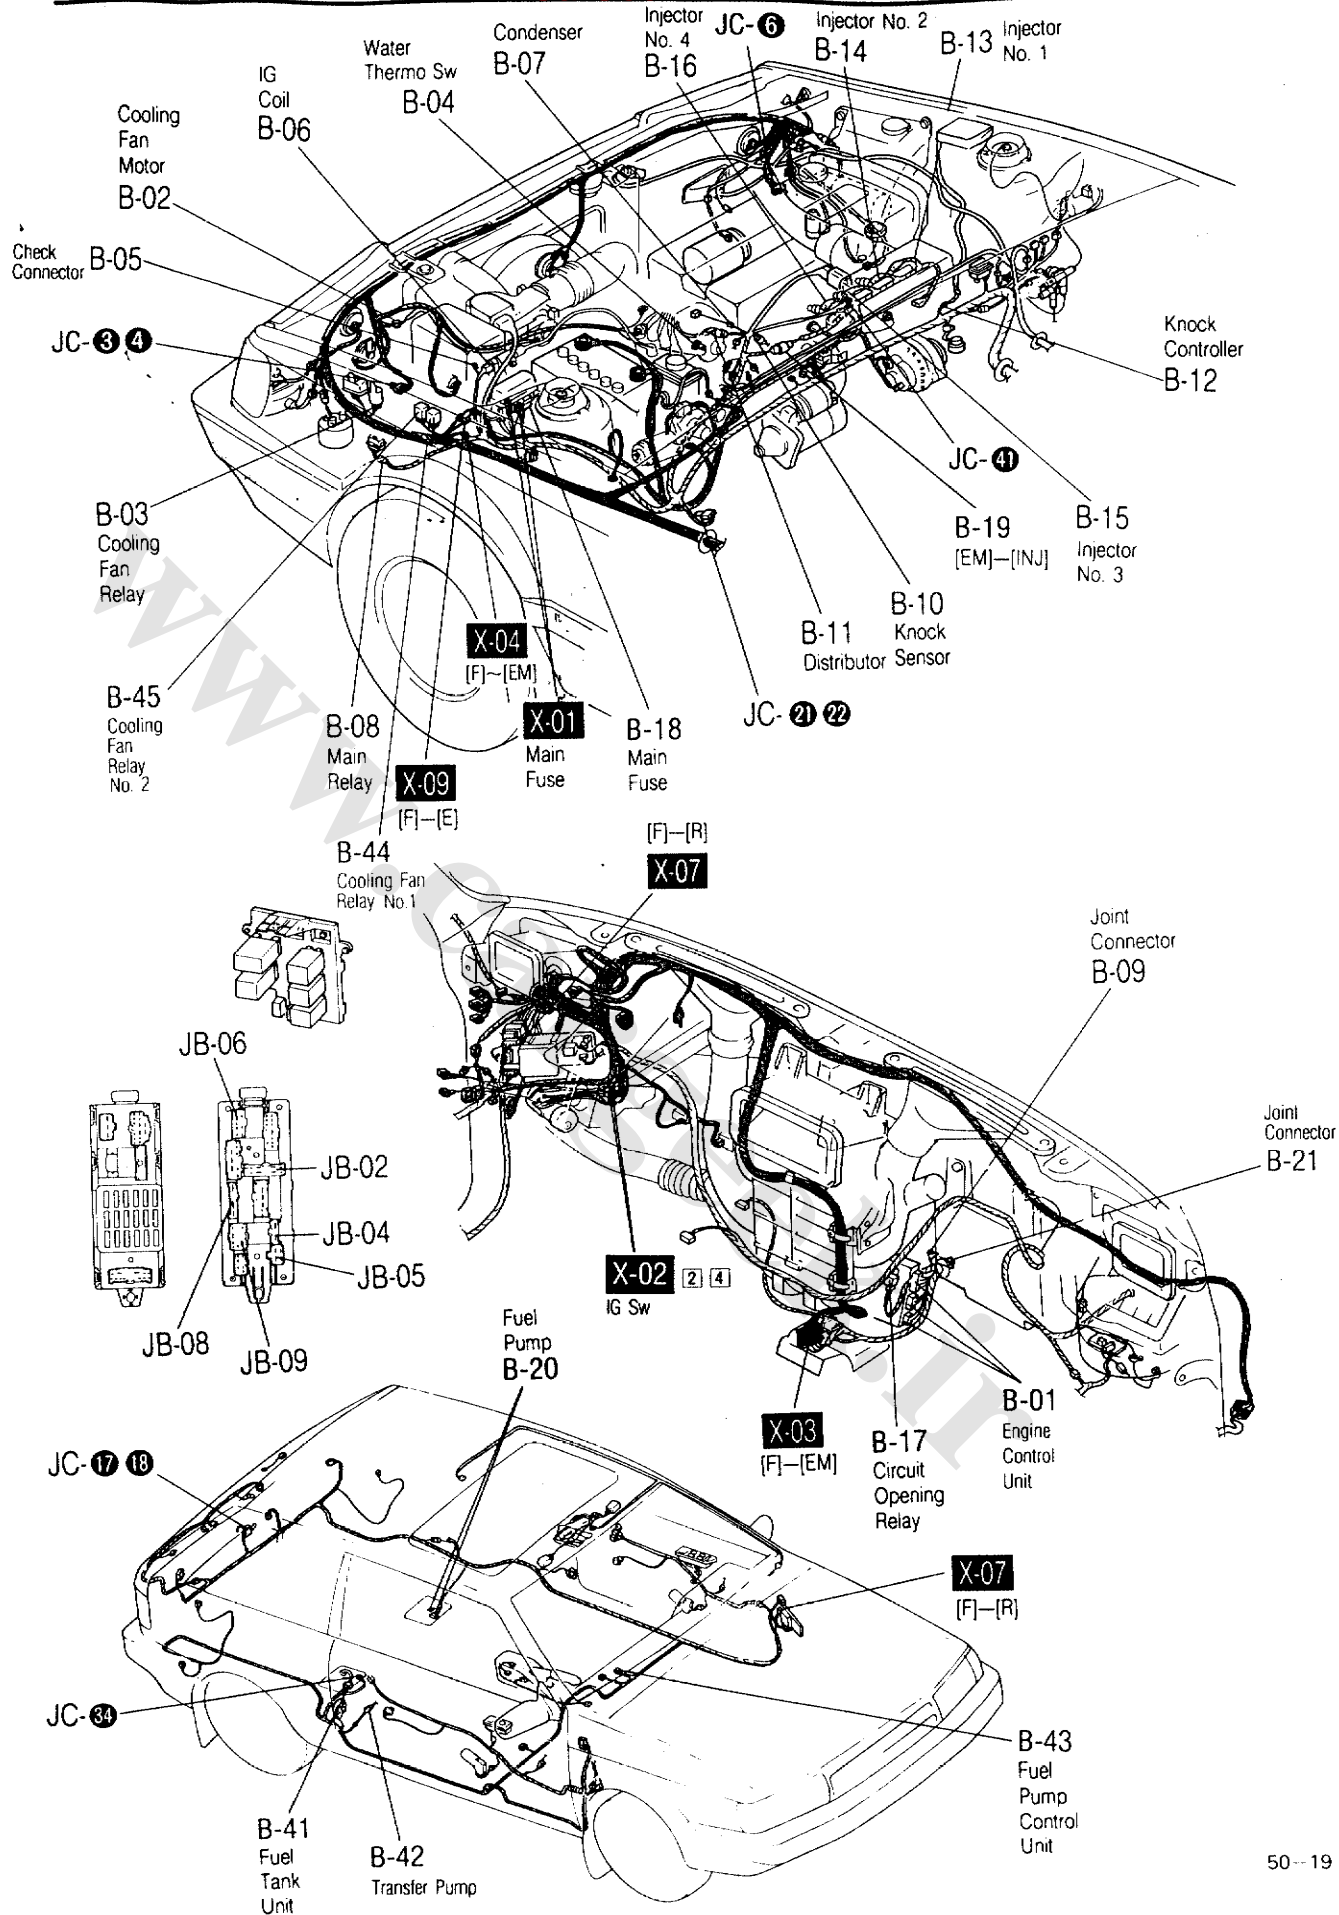 Injector
No. 4
B-16
JC-6
Injector No. 2
B-14
B-13
Injector
No. 1
Condenser
B-07
Water
Thermo Sw
B-04
IG
Coil
B-06
Cooling
Fan
Motor
B-02
Check
Connector
B-05
JC-3 4
Knock
Controller
B-12
JC-41
B-03
Cooling
Fan
Relay
B-19
[EM]—[INJ]
B-15
Injector
No. 3
B-10
Knock
Sensor
B-11
Distributor
X-04
[F]~[EM]
B-45
Cooling
Fan
Relay
No. 2
B-08
Main
Relay
X-01
Main
Fuse
B-18
Main
Fuse
JC-21 22
X-09
[F]—[E]
B-44
Cooling Fan
Relay No.1
[F]—[R]
X-07
Joint
Connector
B-09
JB-06
Joint
Connector
B-21
JB-02
JB-04
JB-05
JB-08
JB-09
X-02 2 4
IG Sw
Fuel
Pump
B-20
X-03
[F]—[EM]
B-17
Circuit
Opening
Relay
B-01
Engine
Control
Unit
JC-17 18
X-07
[F]—[R]
JC-34
B-43
Fuel
Pump
Control
Unit
B-41
Fuel
Tank
Unit
B-42
Transfer Pump
50--19